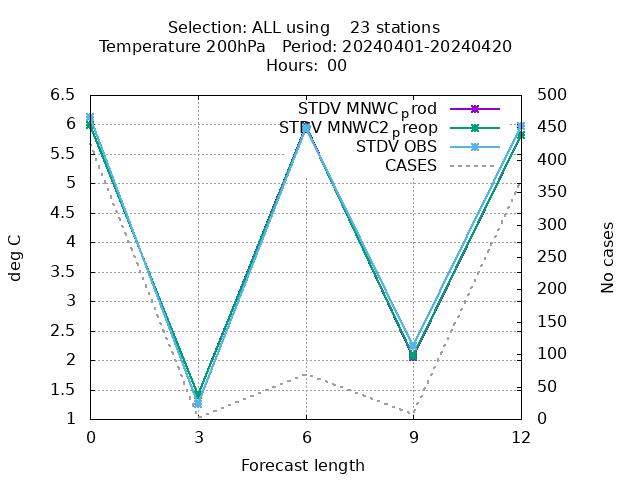 Selection: ALL using 23 stations
Temperature 200hPa Period: 20240401-20240420
Hours: 00
STDV MNWC_prod
STDV MNWC2_preop
STDV OBS
CASES
6.5
6
5.5
5
4.5
4
3.5
3
2.5
2
1.5
1
deg C
500
450
400
350
300
250
200
150
100
50
0
No cases
0 3 6 9 12
Forecast length